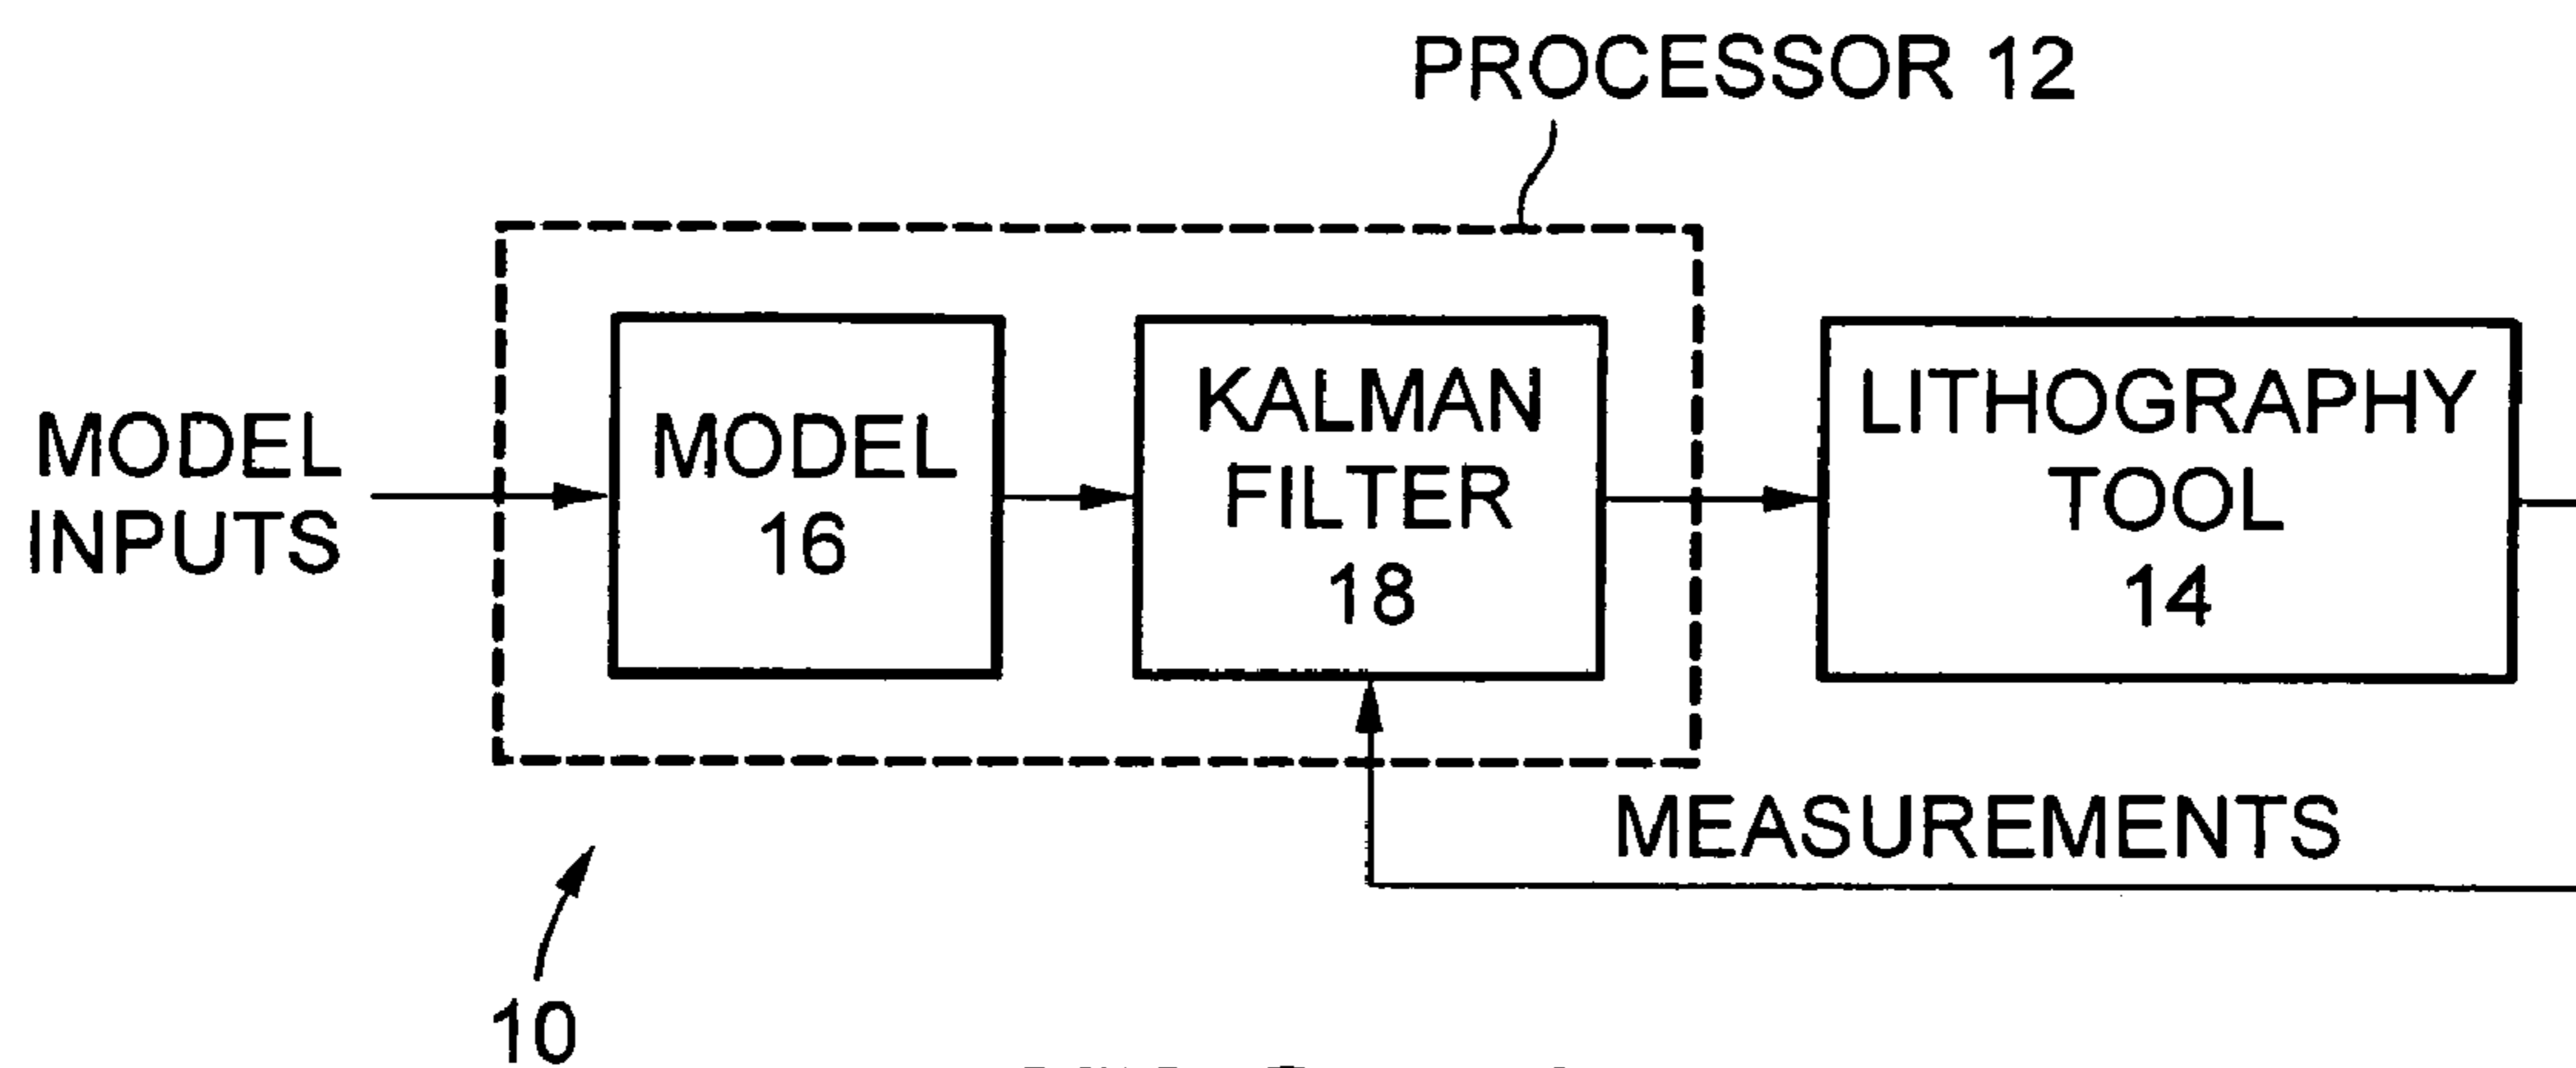 PROCESSOR 12
MODEL
INPUTS
MODEL
16
KALMAN
FILTER
18
LITHOGRAPHY
TOOL
14
MEASUREMENTS
10